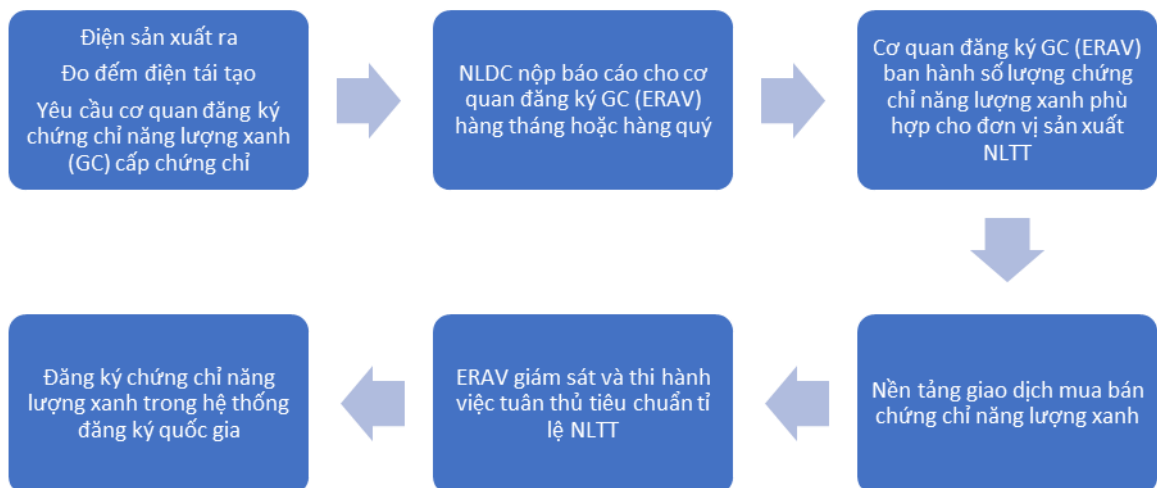 Điện sản xuất ra
Đo đếm điện tái tạo
Yêu cầu cơ quan đăng ký
chứng chỉ năng lượng xanh
(GC) cấp chứng chỉ
NLDC nộp báo cáo cho cơ
quan đăng ký GC (ERAV)
hàng tháng hoặc hàng quý
Cơ quan đăng ký GC (ERAV)
ban hành số lượng chứng
chỉ năng lượng xanh phù
hợp cho đơn vị sản xuất
NLTT
Nền tảng giao dịch mua bán
chứng chỉ năng lượng xanh
ERAV giám sát và thi hành
việc tuân thủ tiêu chuẩn tỉ
lệ NLTT
Đăng ký chứng chỉ năng
lượng xanh trong hệ thống
đăng ký quốc gia